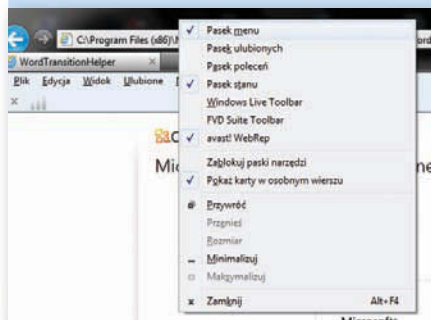 C:\Program Files (x86)\
WordTransitionHelper
Plik Edycja Widok Ulubione
Pasek menu
Pasek ulubionych
Pasek poleceń
Pasek stanu
Windows Live Toolbar
FVD Suite Toolbar
avast! WebRep
Zablokuj paski narzędzi
Pokaż karty w osobnym wierszu
Przywróć
Przenieś
Rozmiar
Minimalizuj
Maksymalizuj
Zamknij Alt+F4